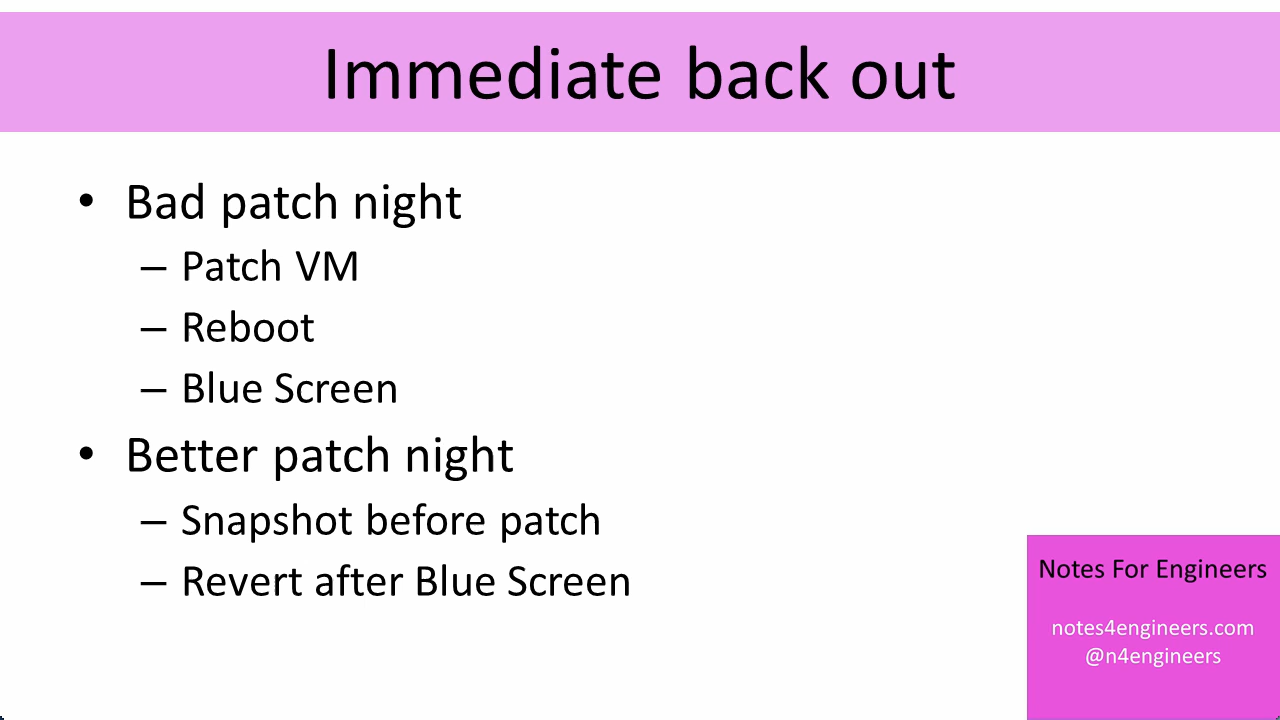 Immediate back out
• Bad patch night
– Patch VM
– Reboot
– Blue Screen
• Better patch night
– Snapshot before patch
– Revert after Blue Screen
Notes For Engineers
notes4engineers.com
@n4engineers